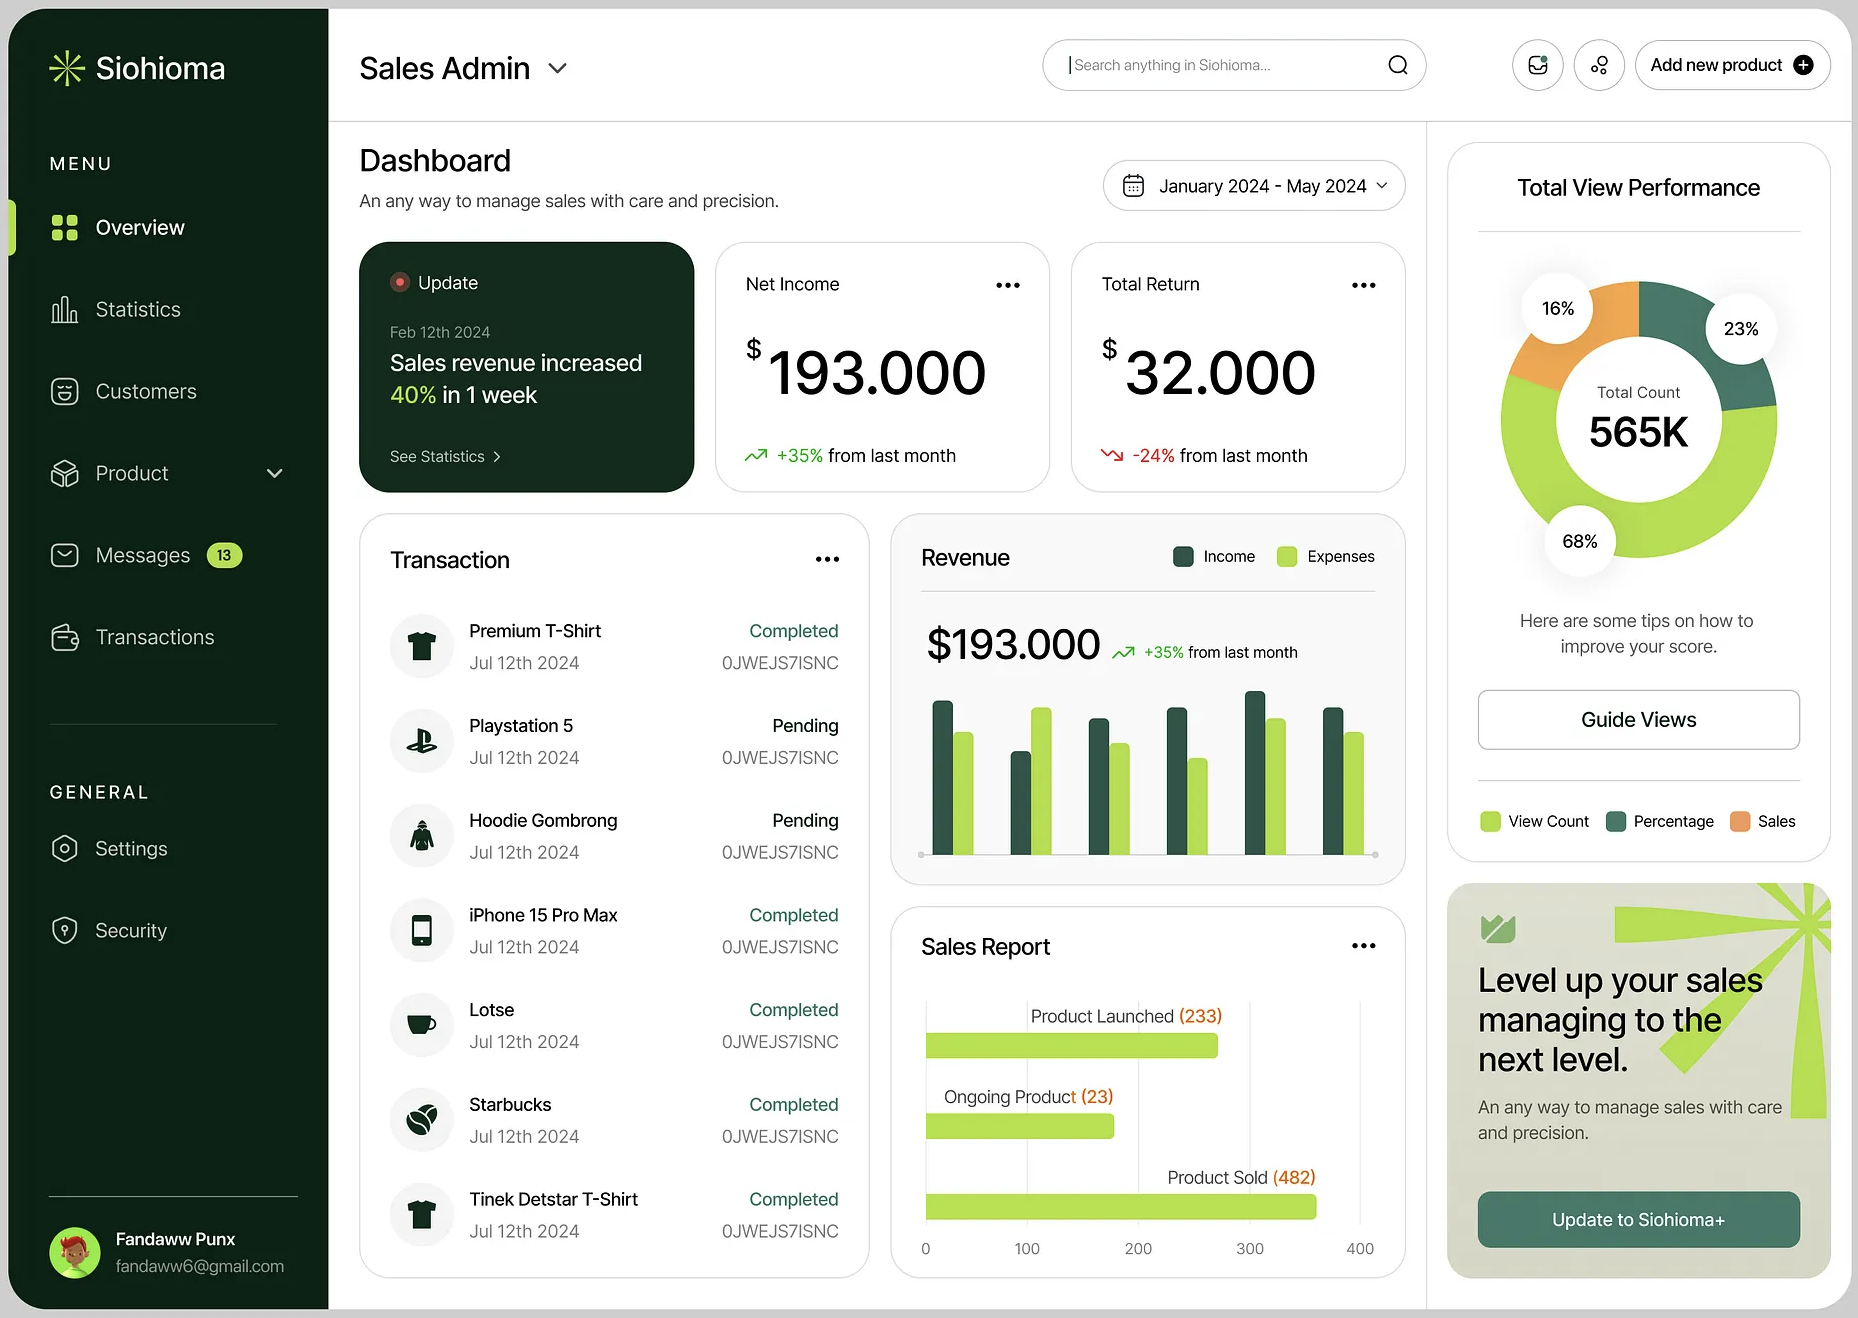 Siohioma
MENU
Overview
Statistics
Customers
Product
Messages 13
Transactions
GENERAL
Settings
Security
Fandaww Punx
fandaww6@gmail.com
Sales Admin
Search anything in Siohioma...
Add new product
Dashboard
An any way to manage sales with care and precision.
January 2024 - May 2024
Update
Feb 12th 2024
Sales revenue increased
40% in 1 week
See Statistics
Net Income
$ 193.000
+35% from last month
Total Return
$ 32.000
-24% from last month
Transaction
Premium T-Shirt Completed
Jul 12th 2024 0JWEJS7ISNC
Playstation 5 Pending
Jul 12th 2024 0JWEJS7ISNC
Hoodie Gombrong Pending
Jul 12th 2024 0JWEJS7ISNC
iPhone 15 Pro Max Completed
Jul 12th 2024 0JWEJS7ISNC
Lotse Completed
Jul 12th 2024 0JWEJS7ISNC
Starbucks Completed
Jul 12th 2024 0JWEJS7ISNC
Tinek Detstar T-Shirt Completed
Jul 12th 2024 0JWEJS7ISNC
Revenue
Income Expenses
$193.000 +35% from last month
Sales Report
Product Launched (233)
Ongoing Product (23)
Product Sold (482)
0 100 200 300 400
Total View Performance
16%
23%
Total Count
565K
68%
Here are some tips on how to
improve your score.
Guide Views
View Count Percentage Sales
Level up your sales
managing to the
next level.
An any way to manage sales with care
and precision.
Update to Siohioma+